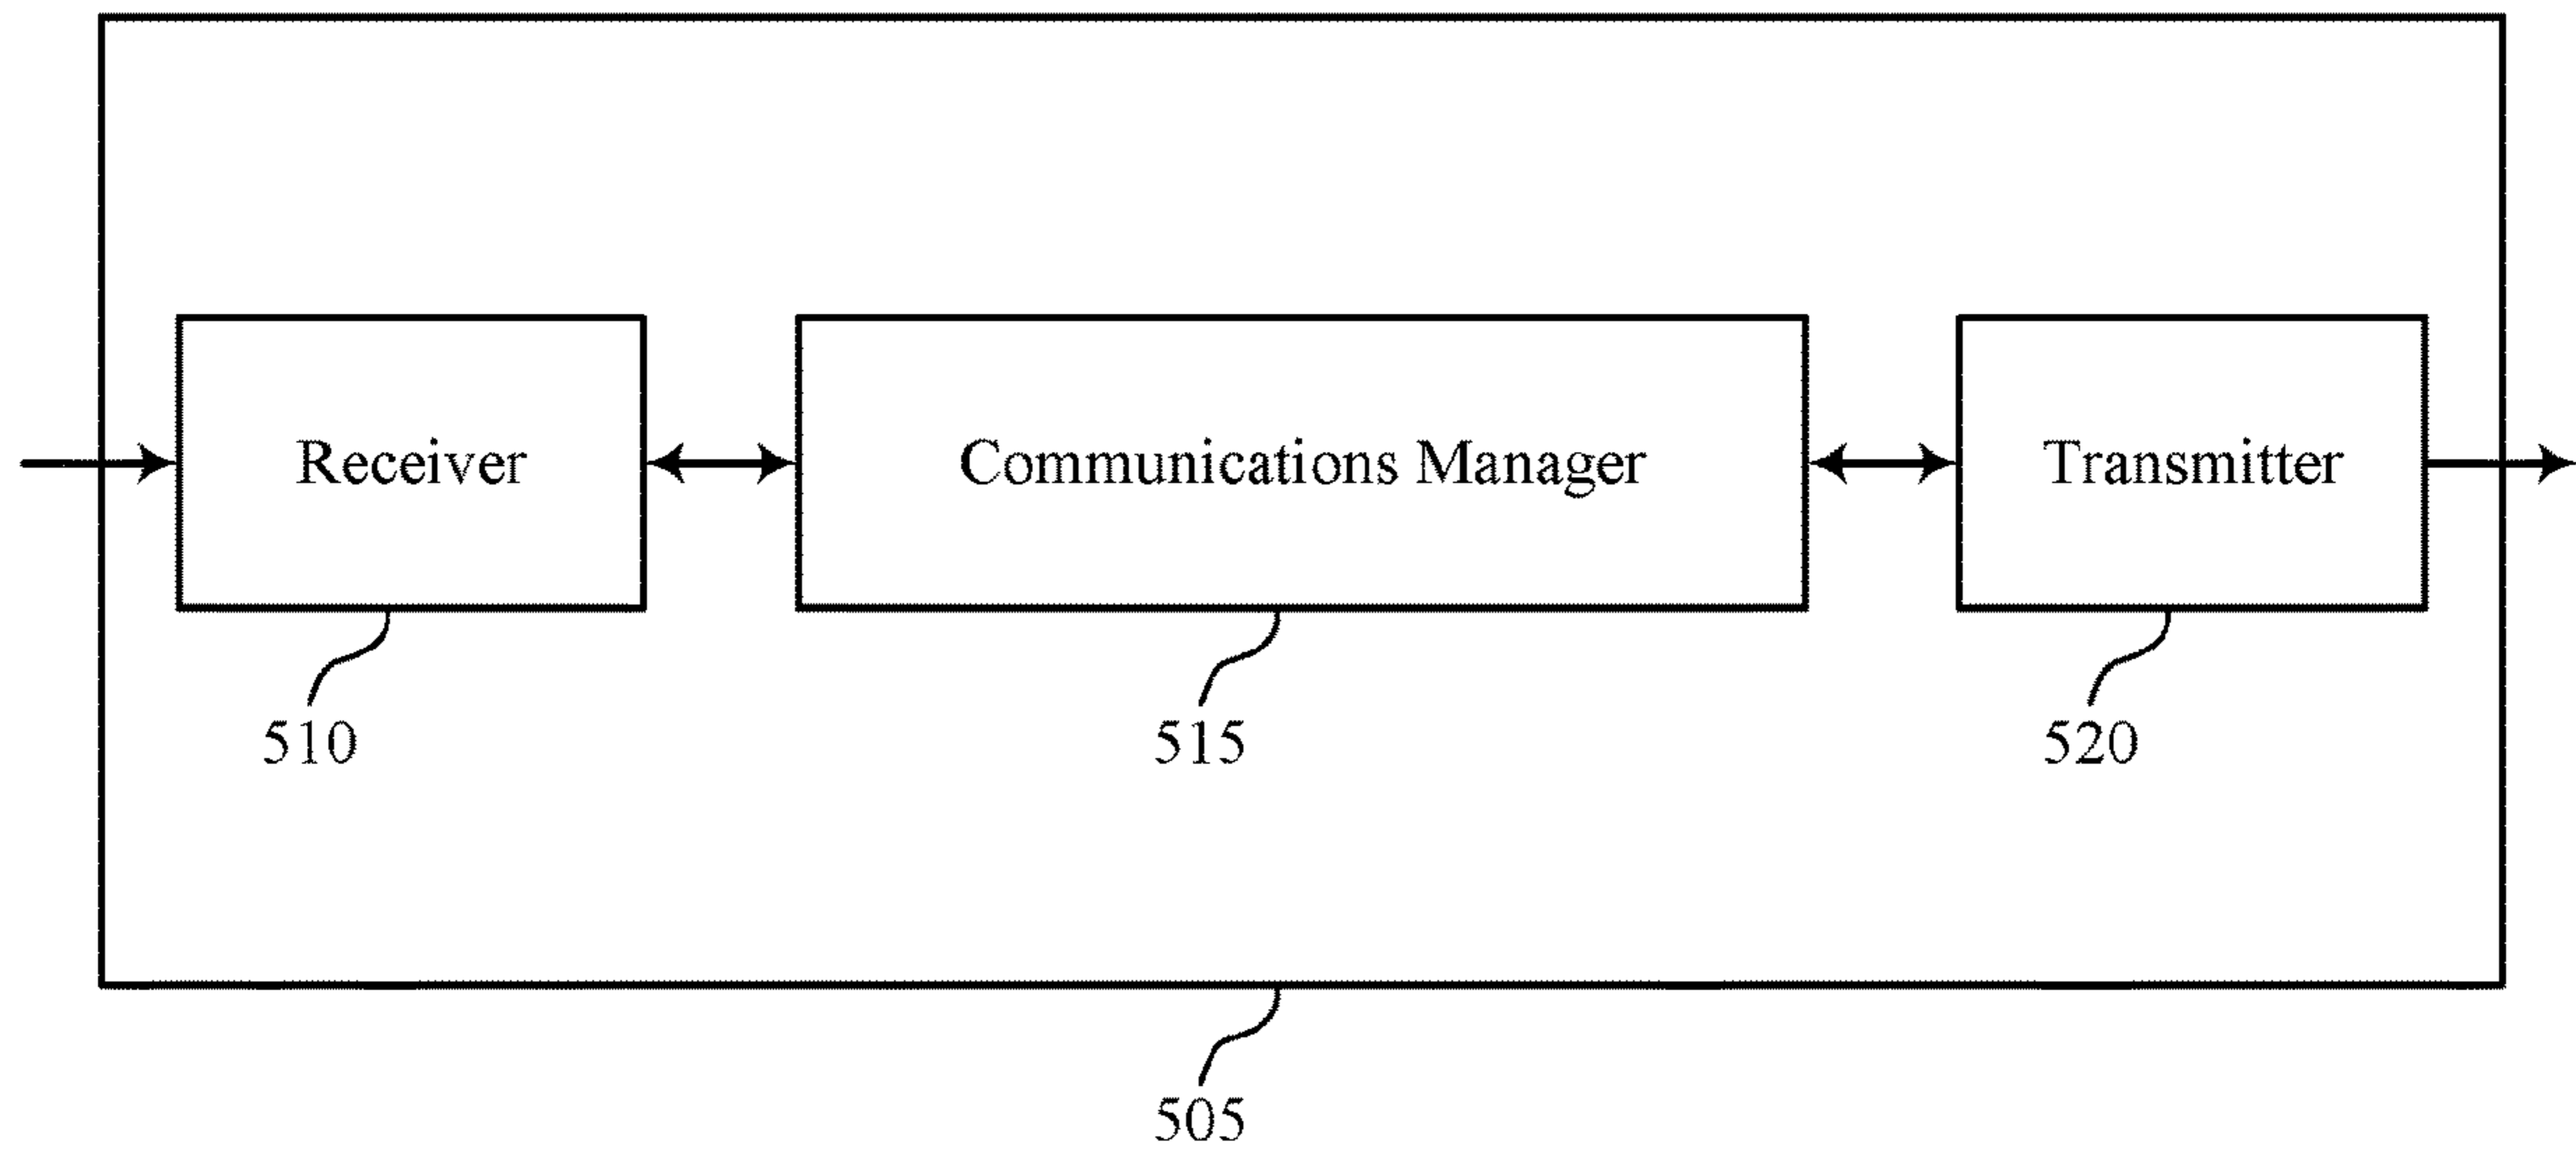 Receiver
Communications Manager
Transmitter
510
515
520
505